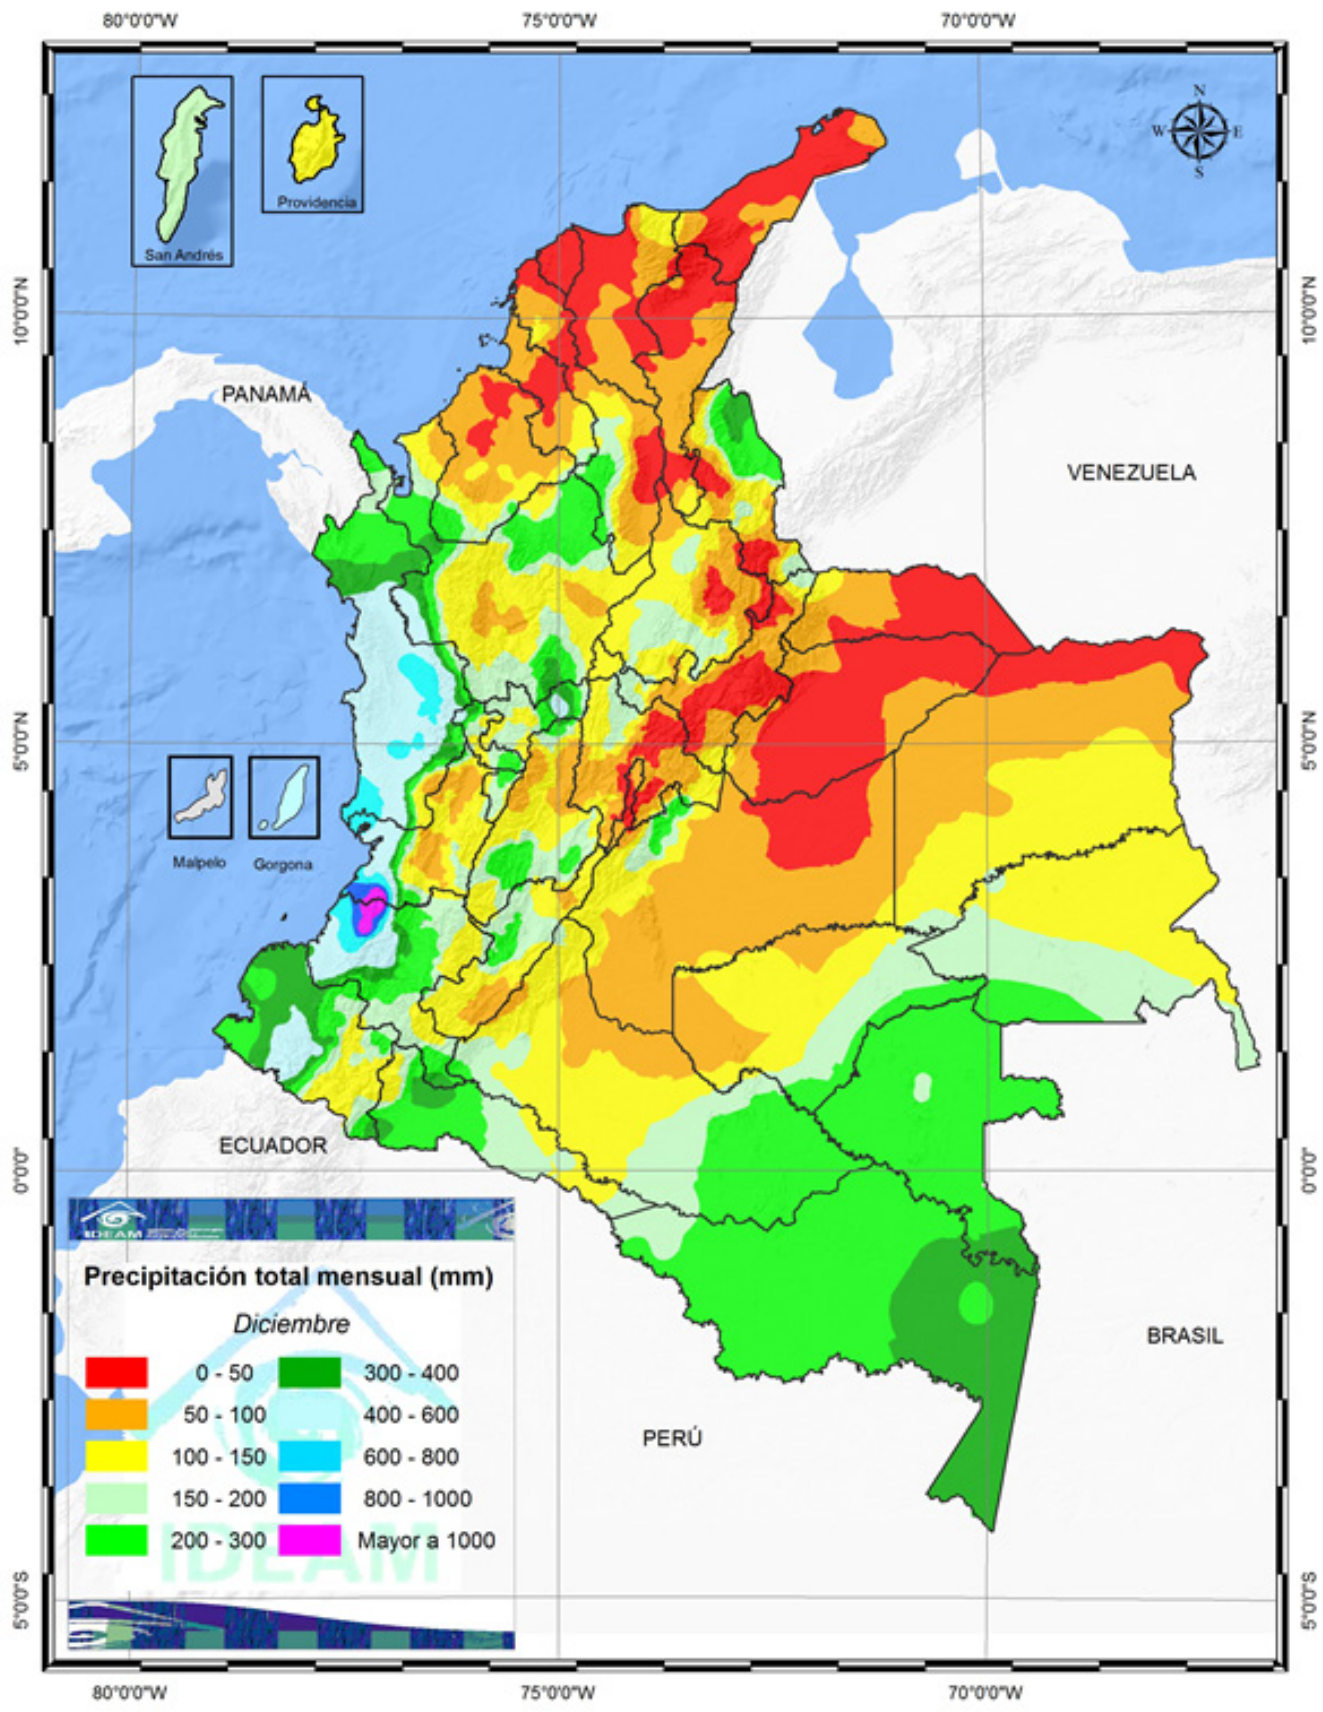 80°0'0"W 75°0'0"W 70°0'0"W
N
W E
S
San Andrés
Providencia
10°0'0"N 10°0'0"N
PANAMÁ
VENEZUELA
5°0'0"N 5°0'0"N
Malpelo
Gorgona
ECUADOR
0°0'0" 0°0'0"
IDEAM
Precipitación total mensual (mm)
Diciembre
0 - 50
50 - 100
100 - 150
150 - 200
200 - 300
300 - 400
400 - 600
600 - 800
800 - 1000
Mayor a 1000
IDEAM
PERÚ
BRASIL
5°0'0"S 5°0'0"S
80°0'0"W 75°0'0"W 70°0'0"W